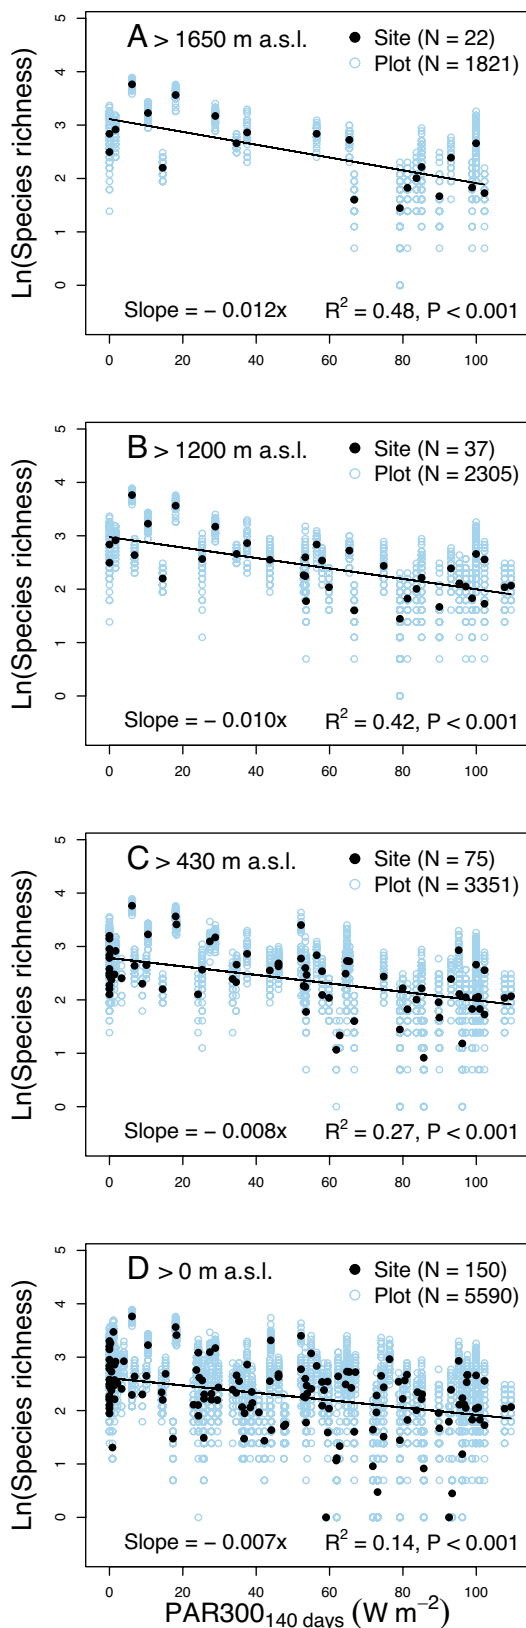 A > 1650 m a.s.l.
Site (N = 22)
Plot (N = 1821)
Ln(Species richness)
5
4
3
2
1
0
Slope = − 0.012x
R² = 0.48, P < 0.001
0 20 40 60 80 100
B > 1200 m a.s.l.
Site (N = 37)
Plot (N = 2305)
Ln(Species richness)
5
4
3
2
1
0
Slope = − 0.010x
R² = 0.42, P < 0.001
0 20 40 60 80 100
C > 430 m a.s.l.
Site (N = 75)
Plot (N = 3351)
Ln(Species richness)
5
4
3
2
1
0
Slope = − 0.008x
R² = 0.27, P < 0.001
0 20 40 60 80 100
D > 0 m a.s.l.
Site (N = 150)
Plot (N = 5590)
Ln(Species richness)
5
4
3
2
1
0
Slope = −0.007x
R² = 0.14, P < 0.001
0 20 40 60 80 100
PAR300₁₄₀ days (W m⁻²)